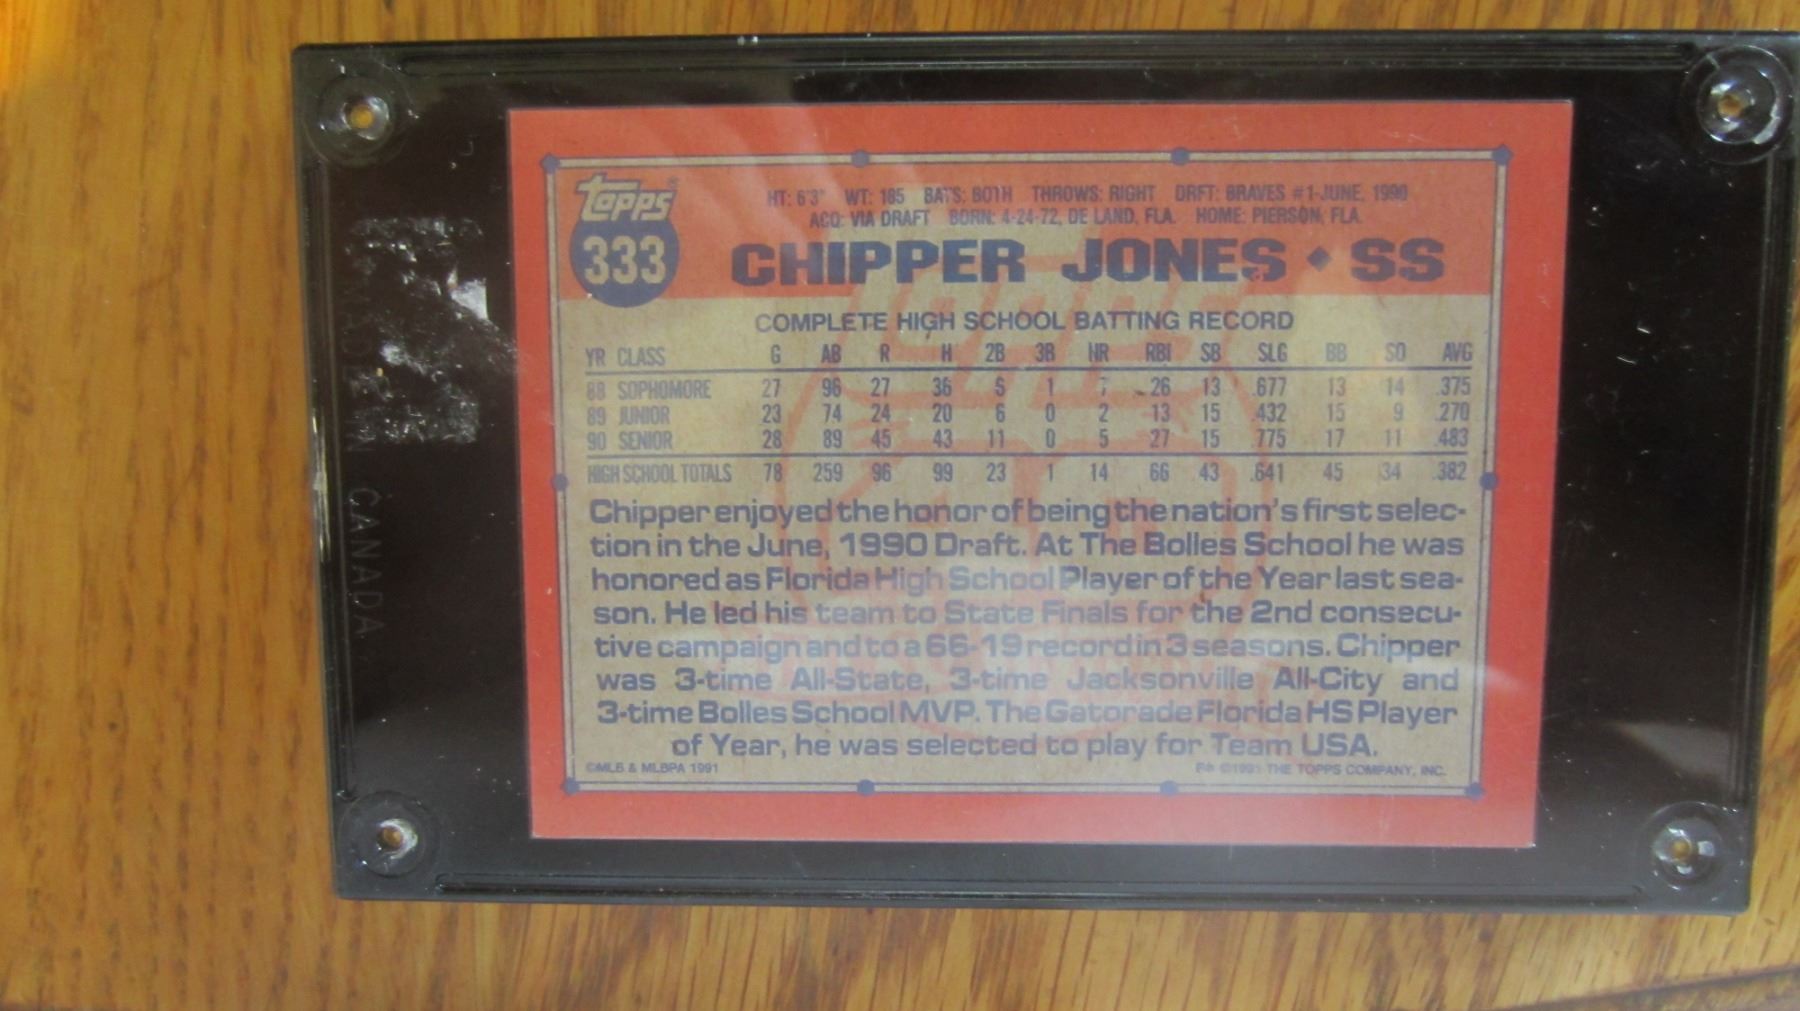 Topps
333
HT: 6'3" WT: 185 BATS: BOTH THROWS: RIGHT DRFT: BRAVES #1-JUNE, 1990
ACQ: VIA DRAFT BORN: 4-24-72, DE LAND, FLA. HOME: PIERSON, FLA.
CHIPPER JONES • SS
COMPLETE HIGH SCHOOL BATTING RECORD
YR CLASS G AB R H 2B 3B HR RBI SB SLG BB SO AVG
88 SOPHOMORE 27 96 27 36 6 1 7 26 13 .677 13 14 .375
89 JUNIOR 23 74 24 20 6 0 2 13 15 .432 15 9 .270
90 SENIOR 28 89 45 43 11 0 5 27 15 .775 17 11 .483
HIGH SCHOOL TOTALS 78 259 96 99 23 1 14 66 43 .641 45 34 .382
Chipper enjoyed the honor of being the nation's first selec-
tion in the June, 1990 Draft. At The Bolles School he was
honored as Florida High School Player of the Year last sea-
son. He led his team to State Finals for the 2nd consecu-
tive campaign and to a 66-19 record in 3 seasons. Chipper
was 3-time All-State, 3-time Jacksonville All-City and
3-time Bolles School MVP. The Gatorade Florida HS Player
of Year, he was selected to play for Team USA.
©MLB & MLBPA 1991
©1991 THE TOPPS COMPANY, INC.
IN CANADA